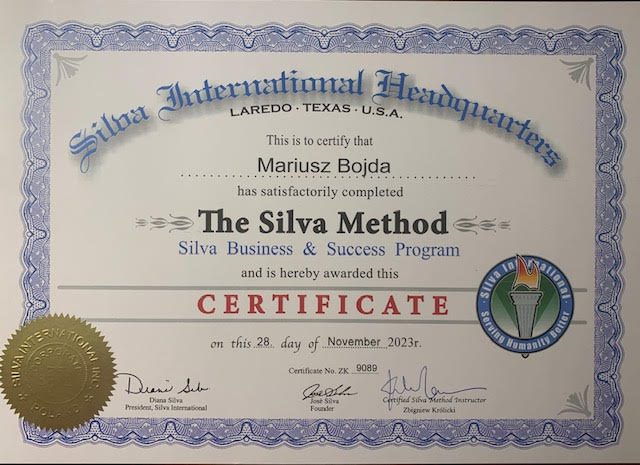 Silva International Headquarters
LAREDO · TEXAS · U.S.A.
This is to certify that
Mariusz Bojda
has satisfactorily completed
The Silva Method
Silva Business & Success Program
and is hereby awarded this
CERTIFICATE
on this 28. day of November 2023r.
Certificate No. ZK 9089
Silva International
Serving Humanity Better
SILVA INTERNATIONAL INC.
Diana Silva
President, Silva International
José Silva
Founder
Certified Silva Method Instructor
Zbigniew Królicki